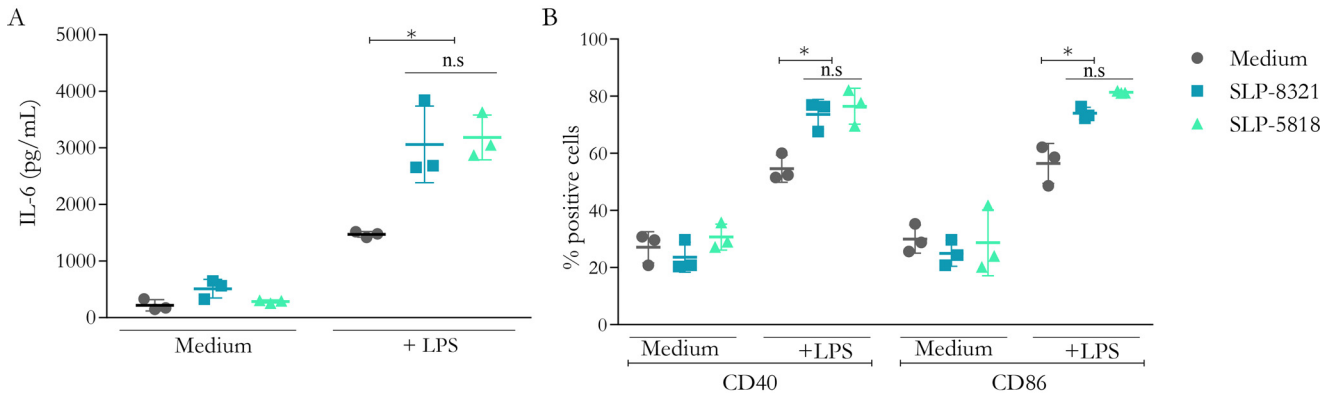 A
IL-6 (pg/mL)
5000
4000
3000
2000
1000
0
*
n.s
Medium
+ LPS
B
% positive cells
100
80
60
40
20
0
*
n.s
*
n.s
Medium
+LPS
Medium
+LPS
CD40
CD86
Medium
SLP-8321
SLP-5818